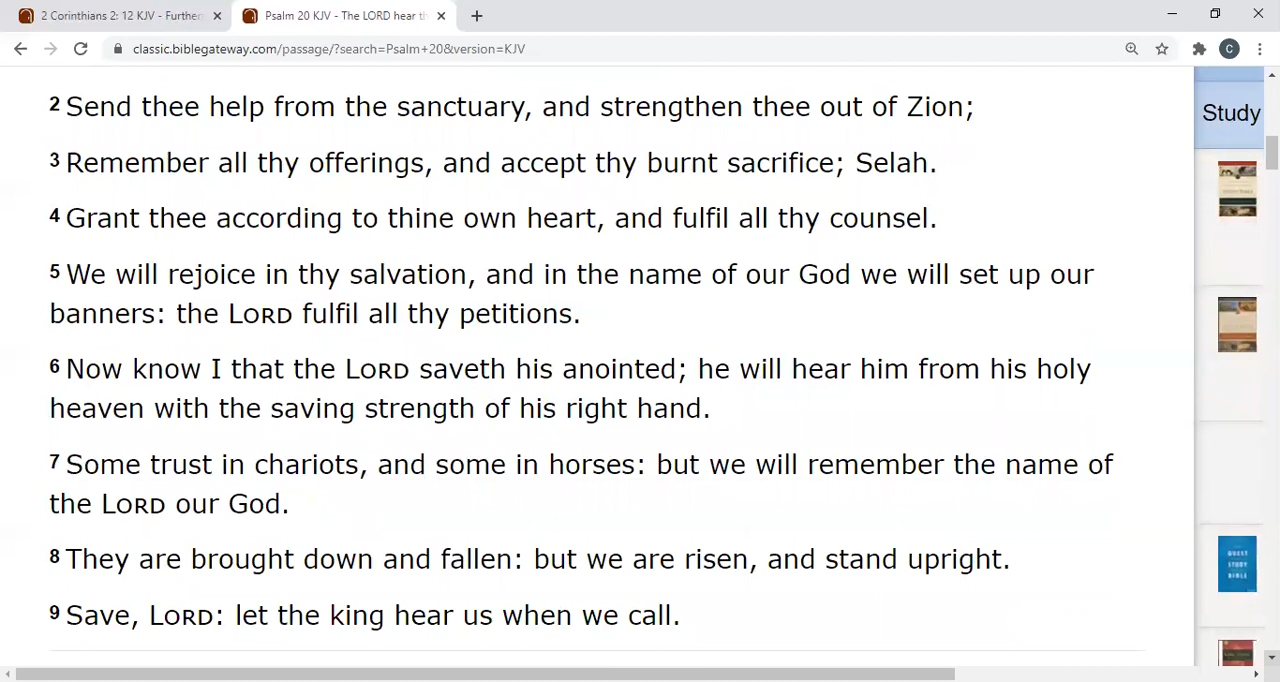 2 Corinthians 2: 12 KJV - Further
Psalm 20 KJV - The LORD hear th
classic.biblegateway.com/passage/?search=Psalm+20&version=KJV
C
2 Send thee help from the sanctuary, and strengthen thee out of Zion;
Study
3 Remember all thy offerings, and accept thy burnt sacrifice; Selah.
4 Grant thee according to thine own heart, and fulfil all thy counsel.
5 We will rejoice in thy salvation, and in the name of our God we will set up our
banners: the LORD fulfil all thy petitions.
6 Now know I that the LORD saveth his anointed; he will hear him from his holy
heaven with the saving strength of his right hand.
7 Some trust in chariots, and some in horses: but we will remember the name of
the LORD our God.
8 They are brought down and fallen: but we are risen, and stand upright.
QUEST
STUDY
BIBLE
9 Save, LORD: let the king hear us when we call.